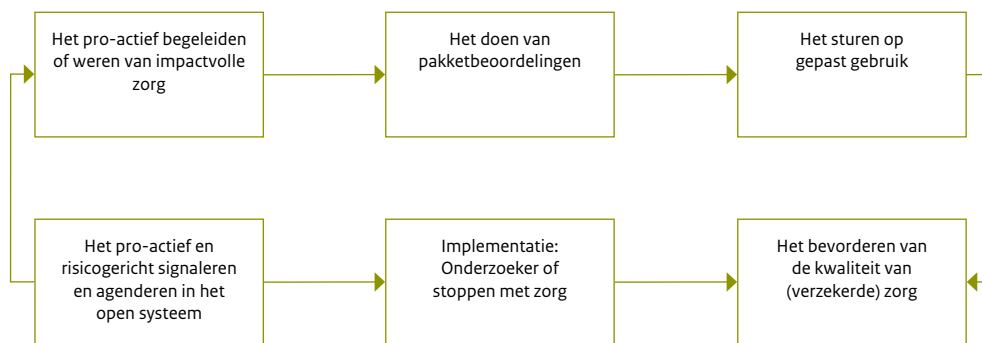 Het pro-actief begeleiden
of weren van impactvolle
zorg
Het doen van
pakketbeoordelingen
Het sturen op
gepast gebruik
Het pro-actief en
risicogericht signaleren
en agenderen in het
open systeem
Implementatie:
Onderzoeker of
stoppen met zorg
Het bevorderen van
de kwaliteit van
(verzekerde) zorg